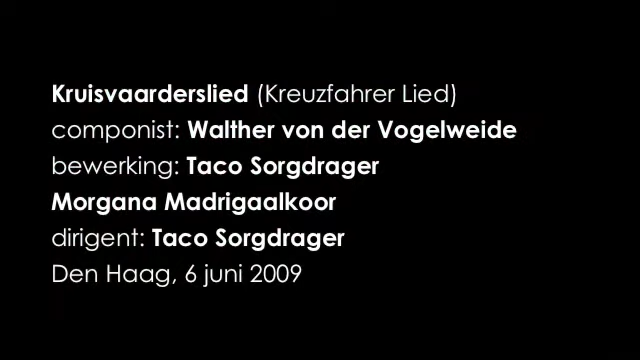 Kruisvaarderslied (Kreuzfahrer Lied)
componist: Walther von der Vogelweide
bewerking: Taco Sorgdrager
Morgana Madrigaalkoor
dirigent: Taco Sorgdrager
Den Haag, 6 juni 2009